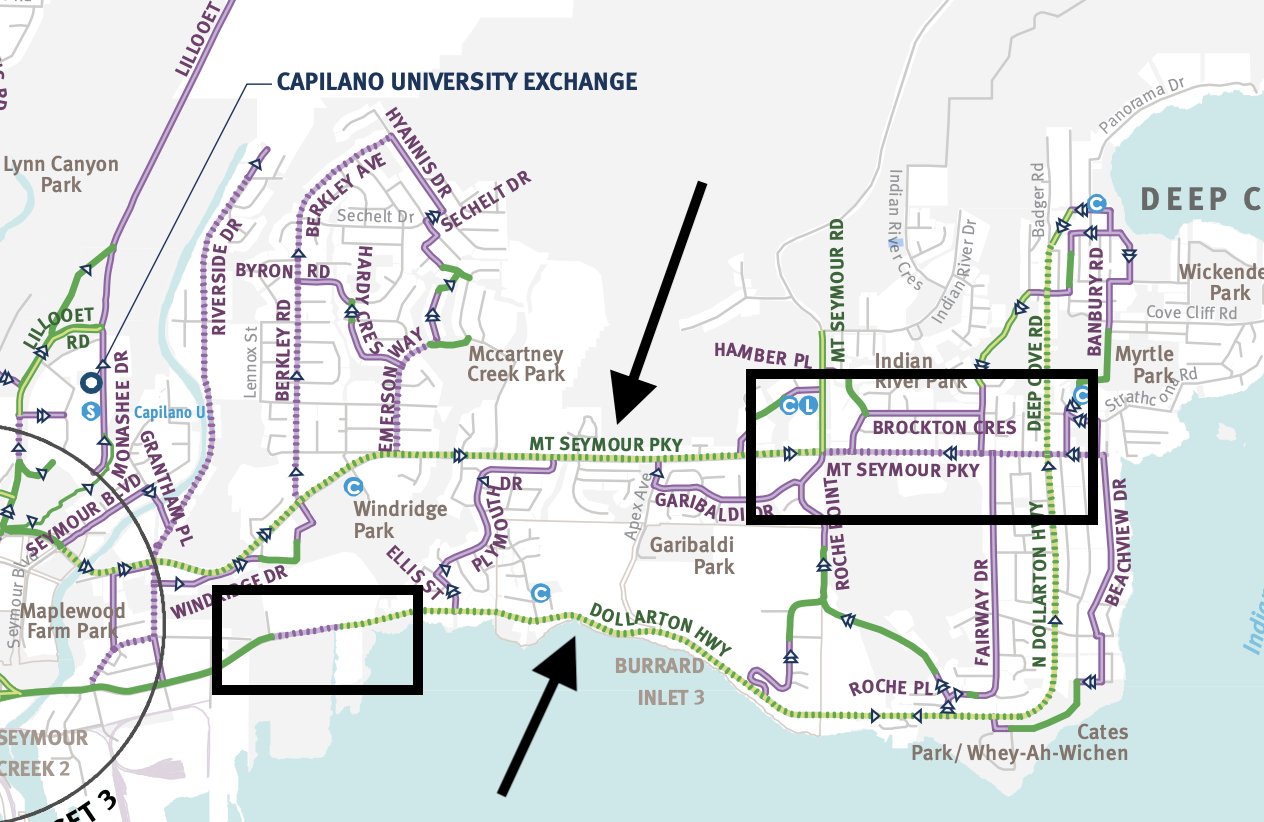 LILLOOET
CAPILANO UNIVERSITY EXCHANGE
Panorama Dr
HYANNIS DR
Lynn Canyon
Park
BERKLEY AVE
SECHELT DR
Sechelt Dr
Indian River Cres
Badger Rd
C
DEEP C
RIVERSIDE DR
MT SEYMOUR RD
Indian River Dr
BYRON RD
HARDY CRES
BANBURY RD
Wickende
Park
Cove Cliff Rd
LILLOOET
RD
Lennox St
BERKLEY RD
EMERSON WAY
Mccartney
Creek Park
HAMBER PL
Indian
River Park
DEEP COVE RD
Myrtle
Park
Strathcona Rd
MONASHEE DR
S
Capilano U
C L
C
BROCKTON CRES
GRANTHAM PL
MT SEYMOUR PKY
MT SEYMOUR PKY
SEYMOUR BLVD
C
Windridge
Park
PLYMOUTH
DR
Apex Ave
GARIBALDI DR
ROCHE POINT
N DOLLARTON HWY
BEACHVIEW DR
Garibaldi
Park
ELLIS ST
Seymour Blv
WINDRIDGE DR
C
FAIRWAY DR
Maplewood
Farm Park
DOLLARTON HWY
BURRARD
INLET 3
Indian
ROCHE PL
SEYMOUR
CREEK 2
Cates
Park/ Whey-Ah-Wichen
ET 3